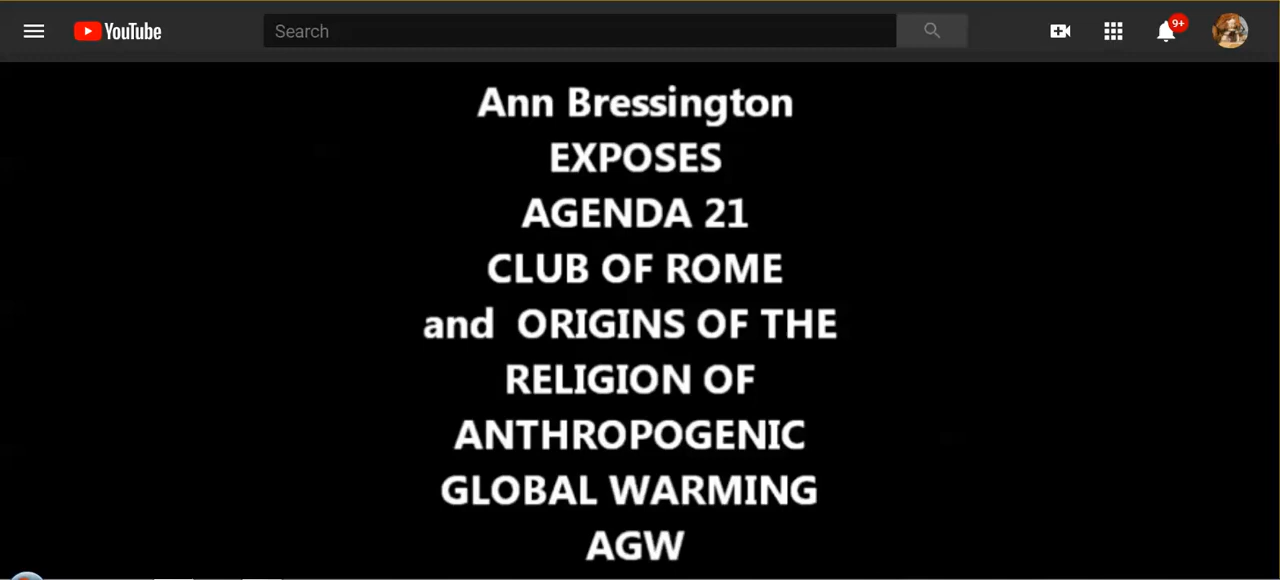 YouTube
Search
9+
Ann Bressington
EXPOSES
AGENDA 21
CLUB OF ROME
and ORIGINS OF THE
RELIGION OF
ANTHROPOGENIC
GLOBAL WARMING
AGW